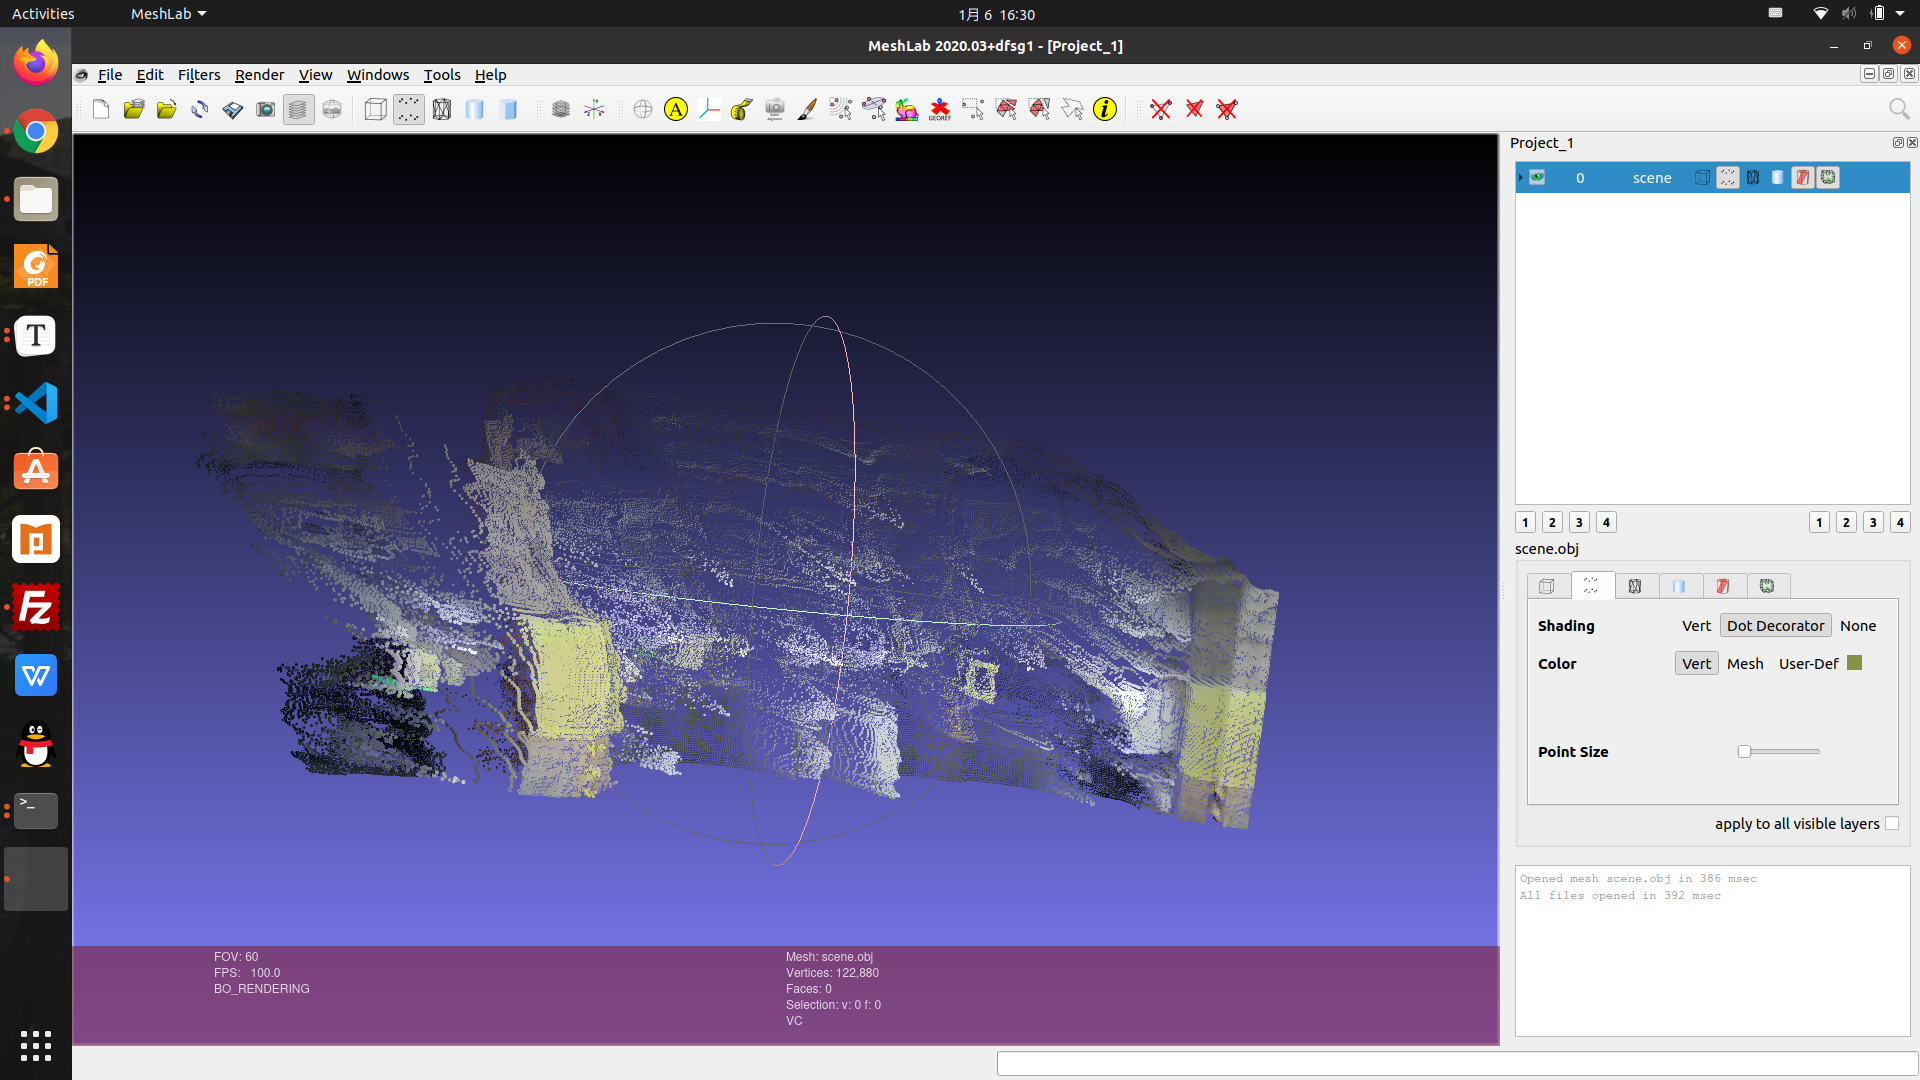 Activities MeshLab 1月 6 16:30
MeshLab 2020.03+dfsg1 - [Project_1]
File Edit Filters Render View Windows Tools Help
A GEOREF i
Project_1
0 scene
1 2 3 4 1 2 3 4
scene.obj
Shading Vert Dot Decorator None
Color Vert Mesh User-Def
Point Size
apply to all visible layers
Opened mesh scene.obj in 386 msec
All files opened in 392 msec
PDF
T
A
Fz
W
>_
FOV: 60
FPS: 100.0
BO_RENDERING
Mesh: scene.obj
Vertices: 122,880
Faces: 0
Selection: v: 0 f: 0
VC